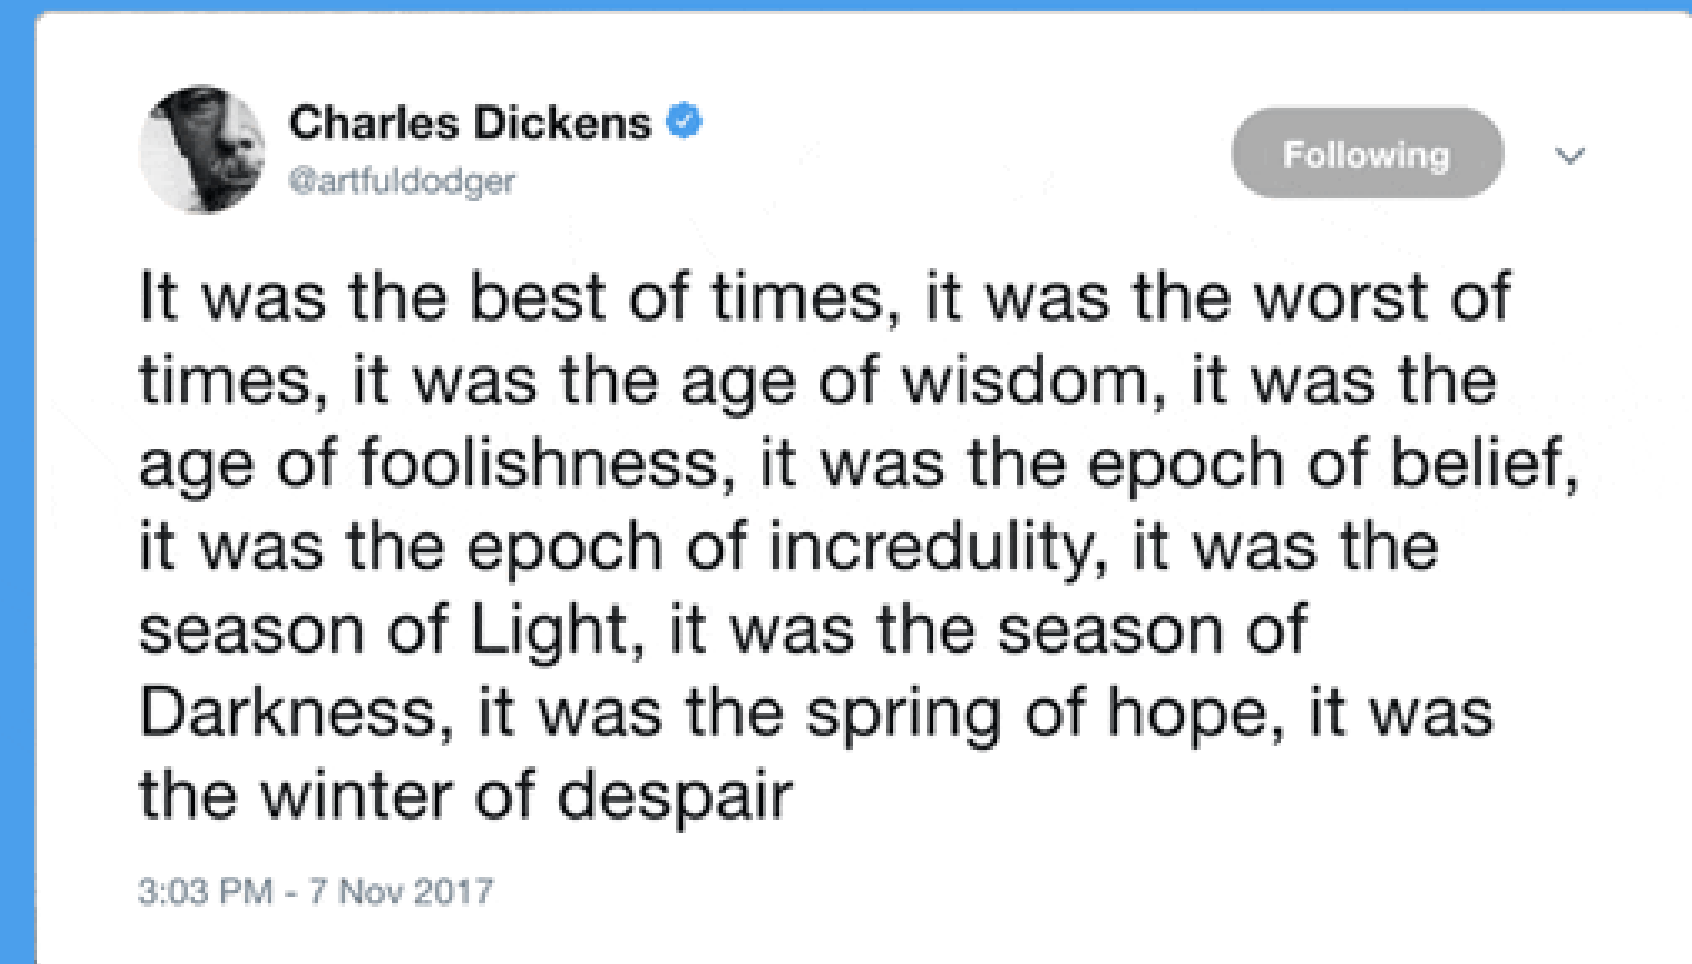 Charles Dickens
@artfuldodger
Following
It was the best of times, it was the worst of
times, it was the age of wisdom, it was the
age of foolishness, it was the epoch of belief,
it was the epoch of incredulity, it was the
season of Light, it was the season of
Darkness, it was the spring of hope, it was
the winter of despair
3:03 PM - 7 Nov 2017